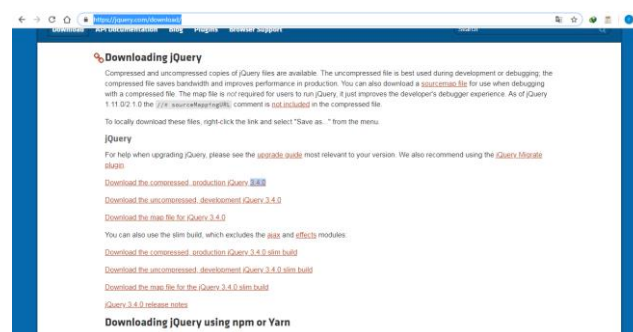 https://jquery.com/download/
Download API Documentation Blog Plugins Browser Support
Search
Downloading jQuery
Compressed and uncompressed copies of jQuery files are available. The uncompressed file is best used during development or debugging; the
compressed file saves bandwidth and improves performance in production. You can also download a sourcemap file for use when debugging
with a compressed file. The map file is not required for users to run jQuery, it just improves the developer's debugger experience. As of jQuery
1.11.0/2.1.0 the //# sourceMappingURL comment is not included in the compressed file.
To locally download these files, right-click the link and select "Save as..." from the menu.
jQuery
For help when upgrading jQuery, please see the upgrade guide most relevant to your version. We also recommend using the jQuery Migrate
plugin.
Download the compressed, production jQuery 3.4.0
Download the uncompressed, development jQuery 3.4.0
Download the map file for jQuery 3.4.0
You can also use the slim build, which excludes the ajax and effects modules:
Download the compressed, production jQuery 3.4.0 slim build
Download the uncompressed, development jQuery 3.4.0 slim build
Download the map file for the jQuery 3.4.0 slim build
jQuery 3.4.0 release notes
Downloading jQuery using npm or Yarn